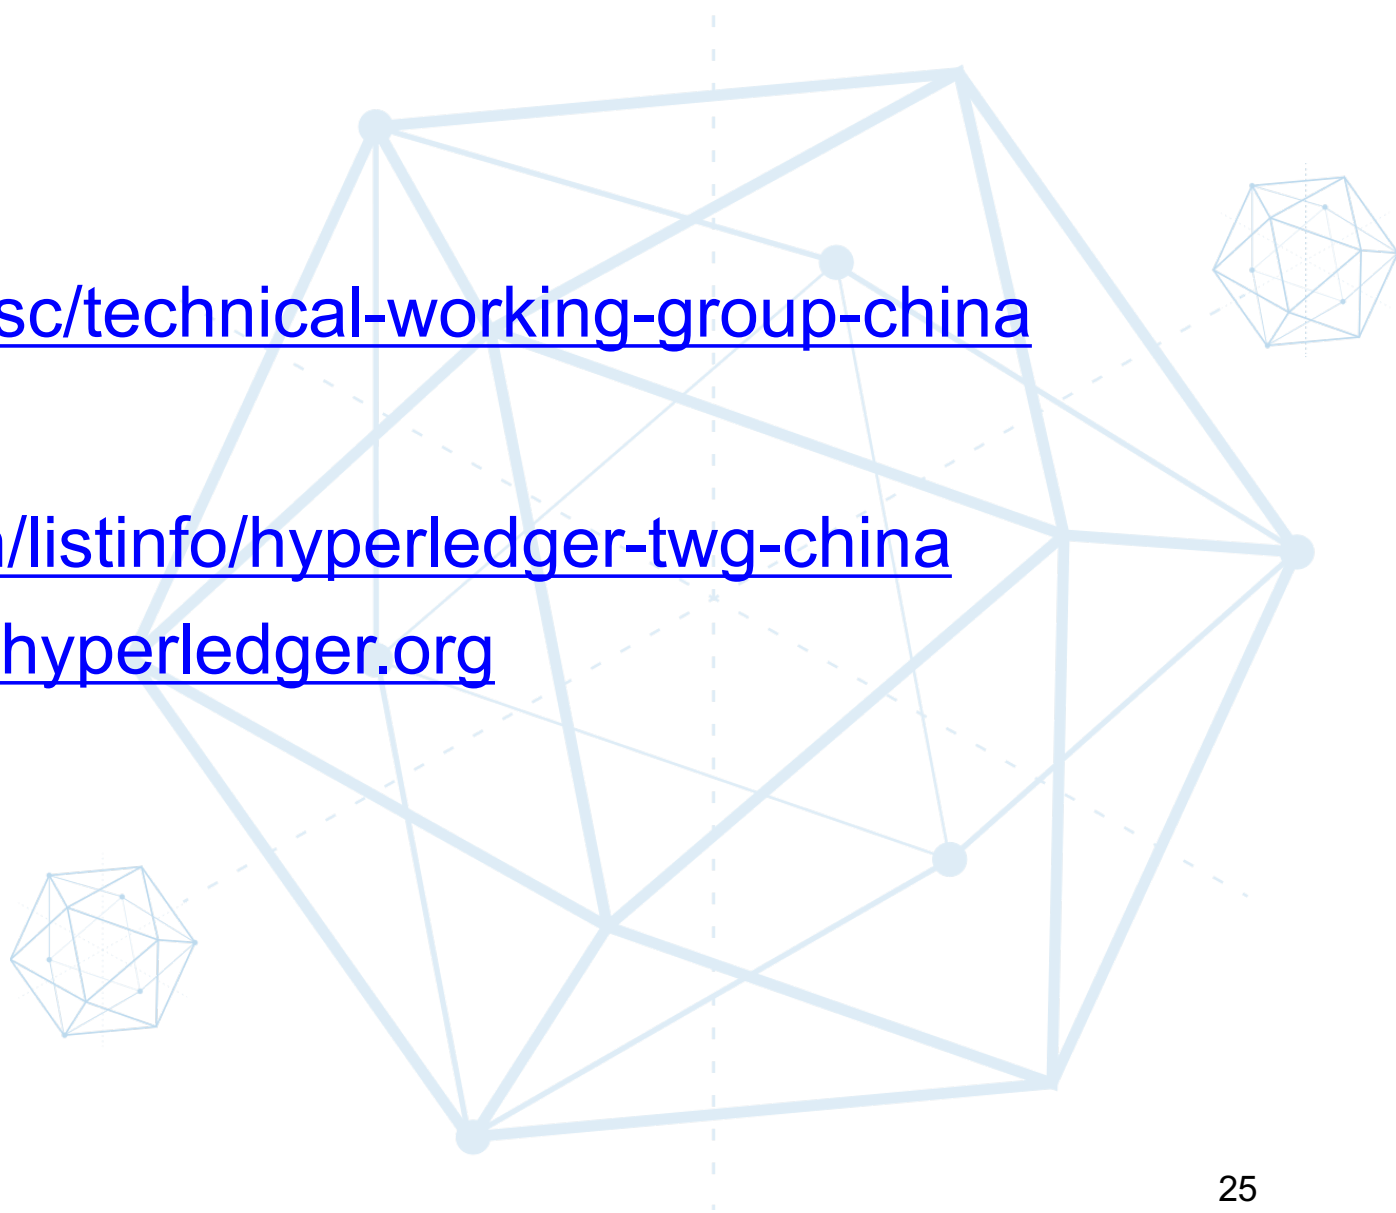 sc/technical-working-group-china
/listinfo/hyperledger-twg-china
hyperledger.org
25